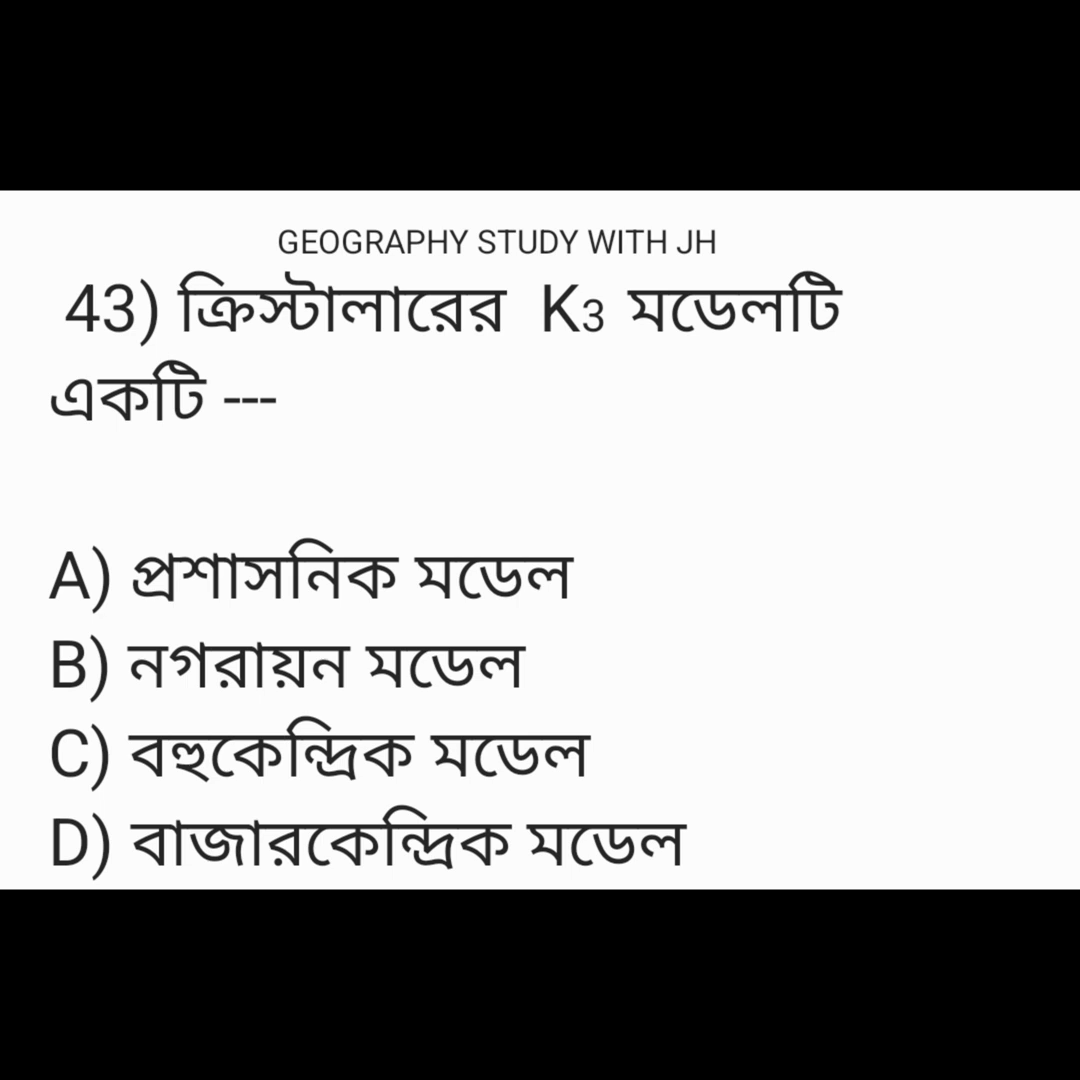 GEOGRAPHY STUDY WITH JH
43) ক্রিস্টালারের K3 মডেলটি
একটি ---
A) প্রশাসনিক মডেল
B) নগরায়ন মডেল
C) বহুকেন্দ্রিক মডেল
D) বাজারকেন্দ্রিক মডেল